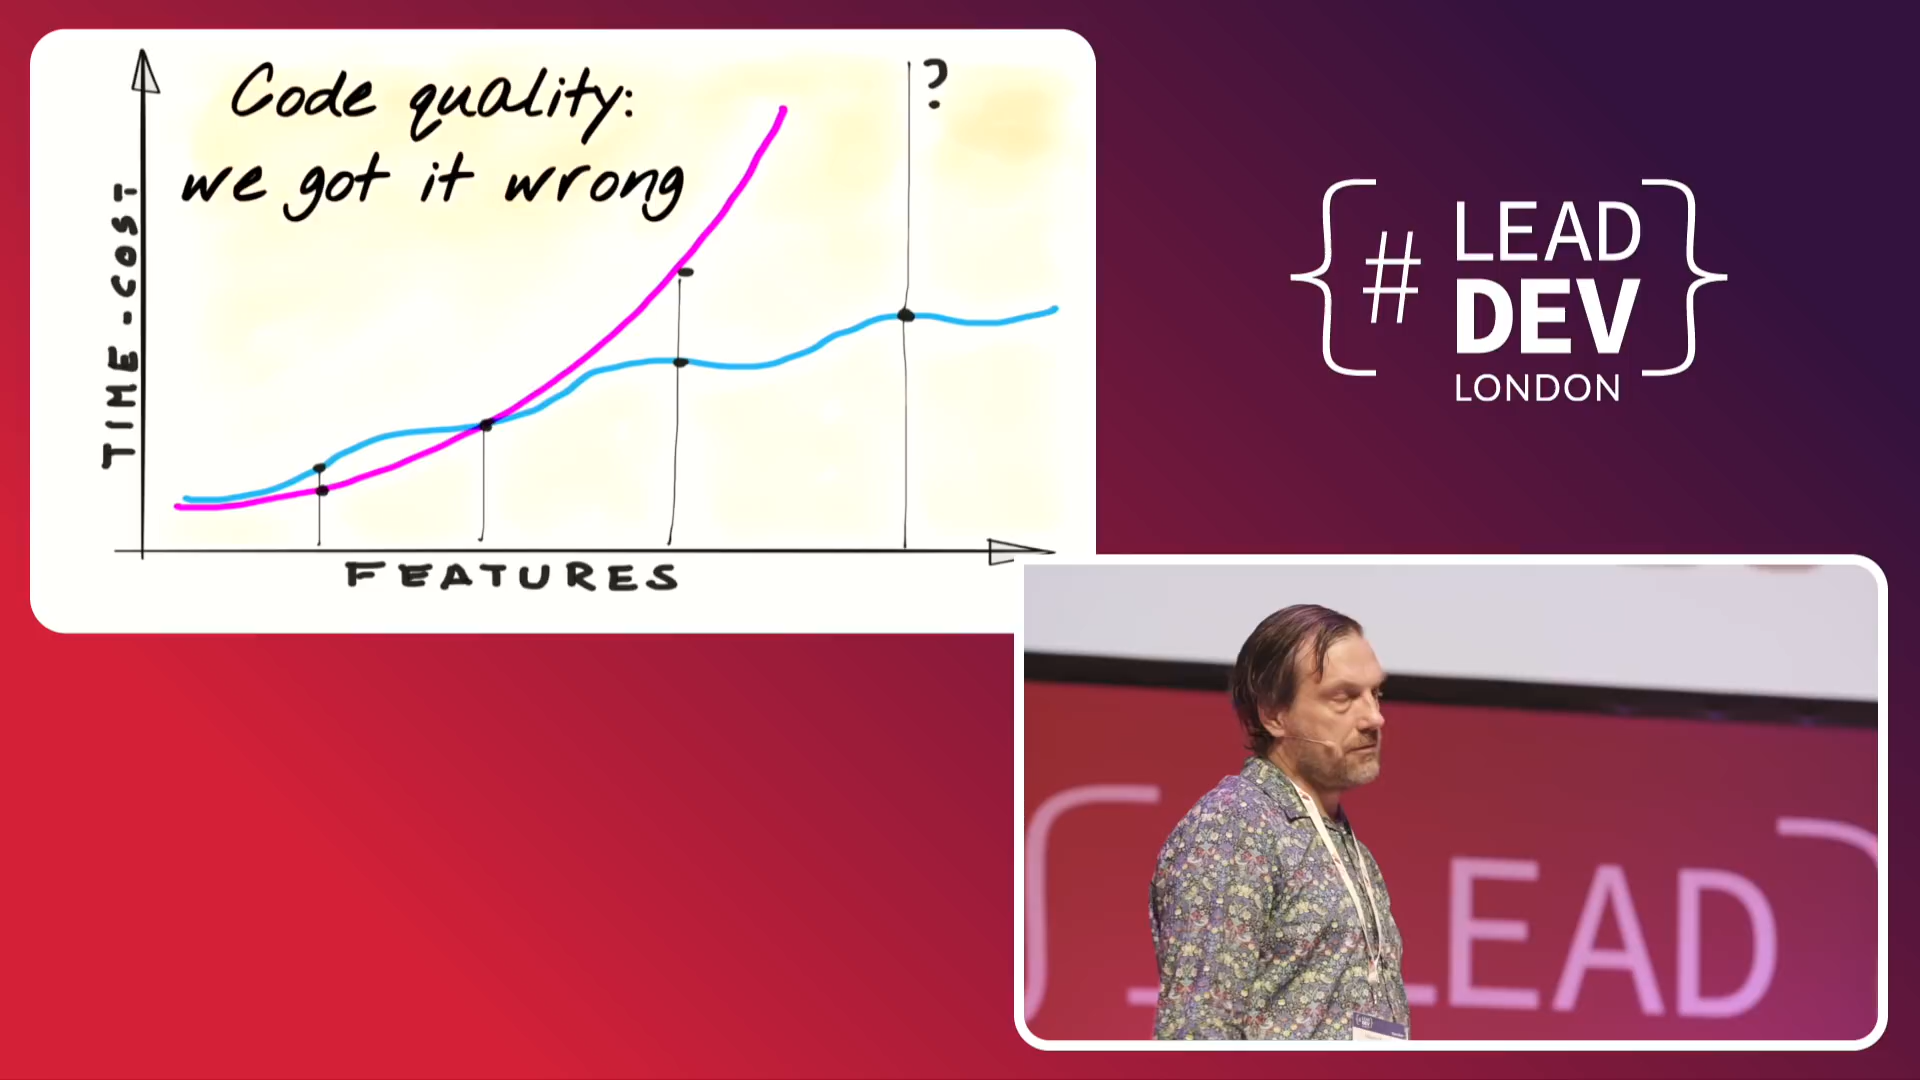 Code quality:
we got it wrong
?
TIME-COST
FEATURES
#
LEAD
DEV
LONDON
LEAD